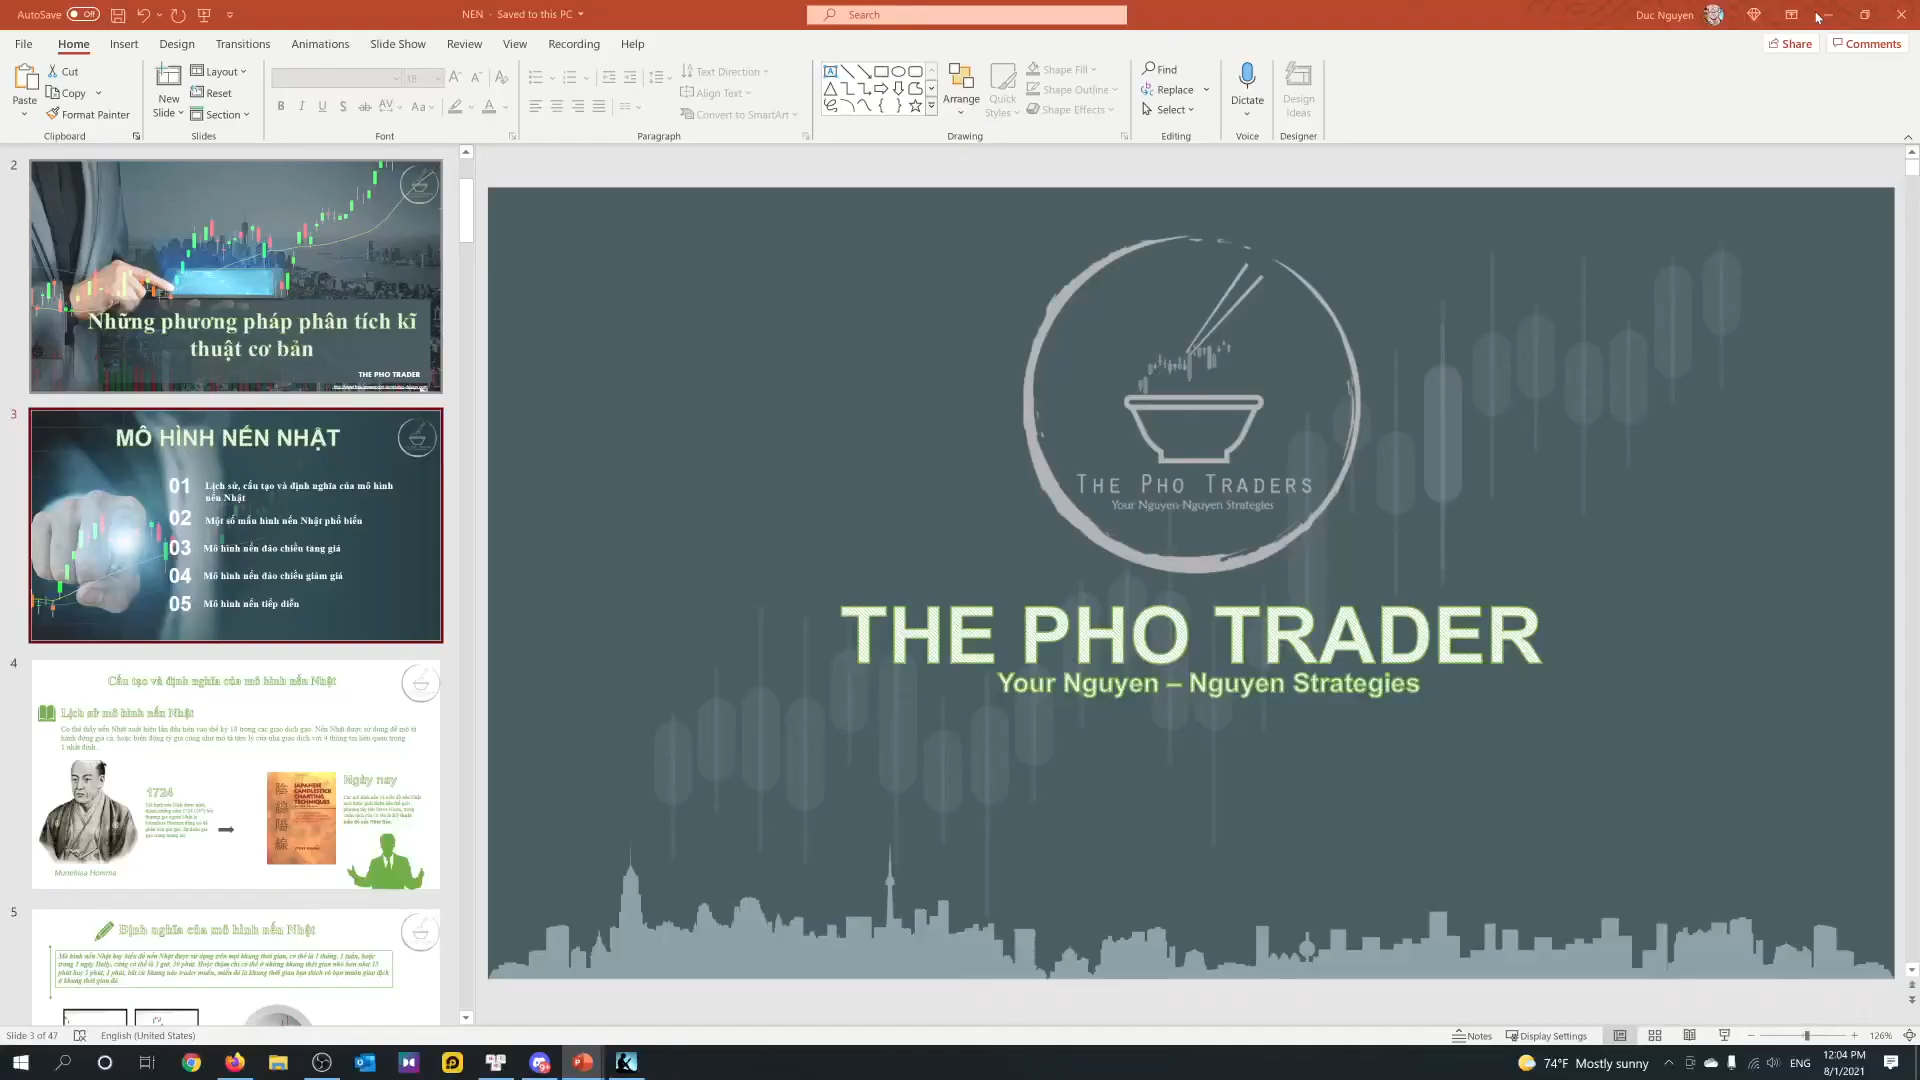 AutoSave
Off
NEN - Saved to this PC
Search
Duc Nguyen
File
Home
Insert
Design
Transitions
Animations
Slide Show
Review
View
Recording
Help
Share
Comments
Paste
Cut
Copy
Format Painter
Clipboard
New
Slide
Layout
Reset
Section
Slides
18
Font
Text Direction
Align Text
Convert to SmartArt
Paragraph
Arrange
Quick
Styles
Shape Fill
Shape Outline
Shape Effects
Drawing
Find
Replace
Select
Editing
Dictate
Voice
Design
Ideas
Designer
2
Những phương pháp phân tích kĩ
thuật cơ bản
THE PHO TRADER
3
MÔ HÌNH NẾN NHẬT
01 Lịch sử, cấu tạo và định nghĩa của mô hình
nến Nhật
02 Một số mẫu hình nến Nhật phổ biến
03 Mô hình nến đảo chiều tăng giá
04 Mô hình nến đảo chiều giảm giá
05 Mô hình nến tiếp diễn
4
Cấu tạo và định nghĩa của mô hình nến Nhật
Lịch sử mô hình nến Nhật
1724
Munehisa Homma
JAPANESE
CANDLESTICK
CHARTING
TECHNIQUES
Ngày nay
5
Định nghĩa của mô hình nến Nhật
THE PHO TRADERS
Your Nguyen-Nguyen Strategies
THE PHO TRADER
Your Nguyen – Nguyen Strategies
Slide 3 of 47
English (United States)
Notes
Display Settings
126%
74°F Mostly sunny
ENG
12:04 PM
8/1/2021